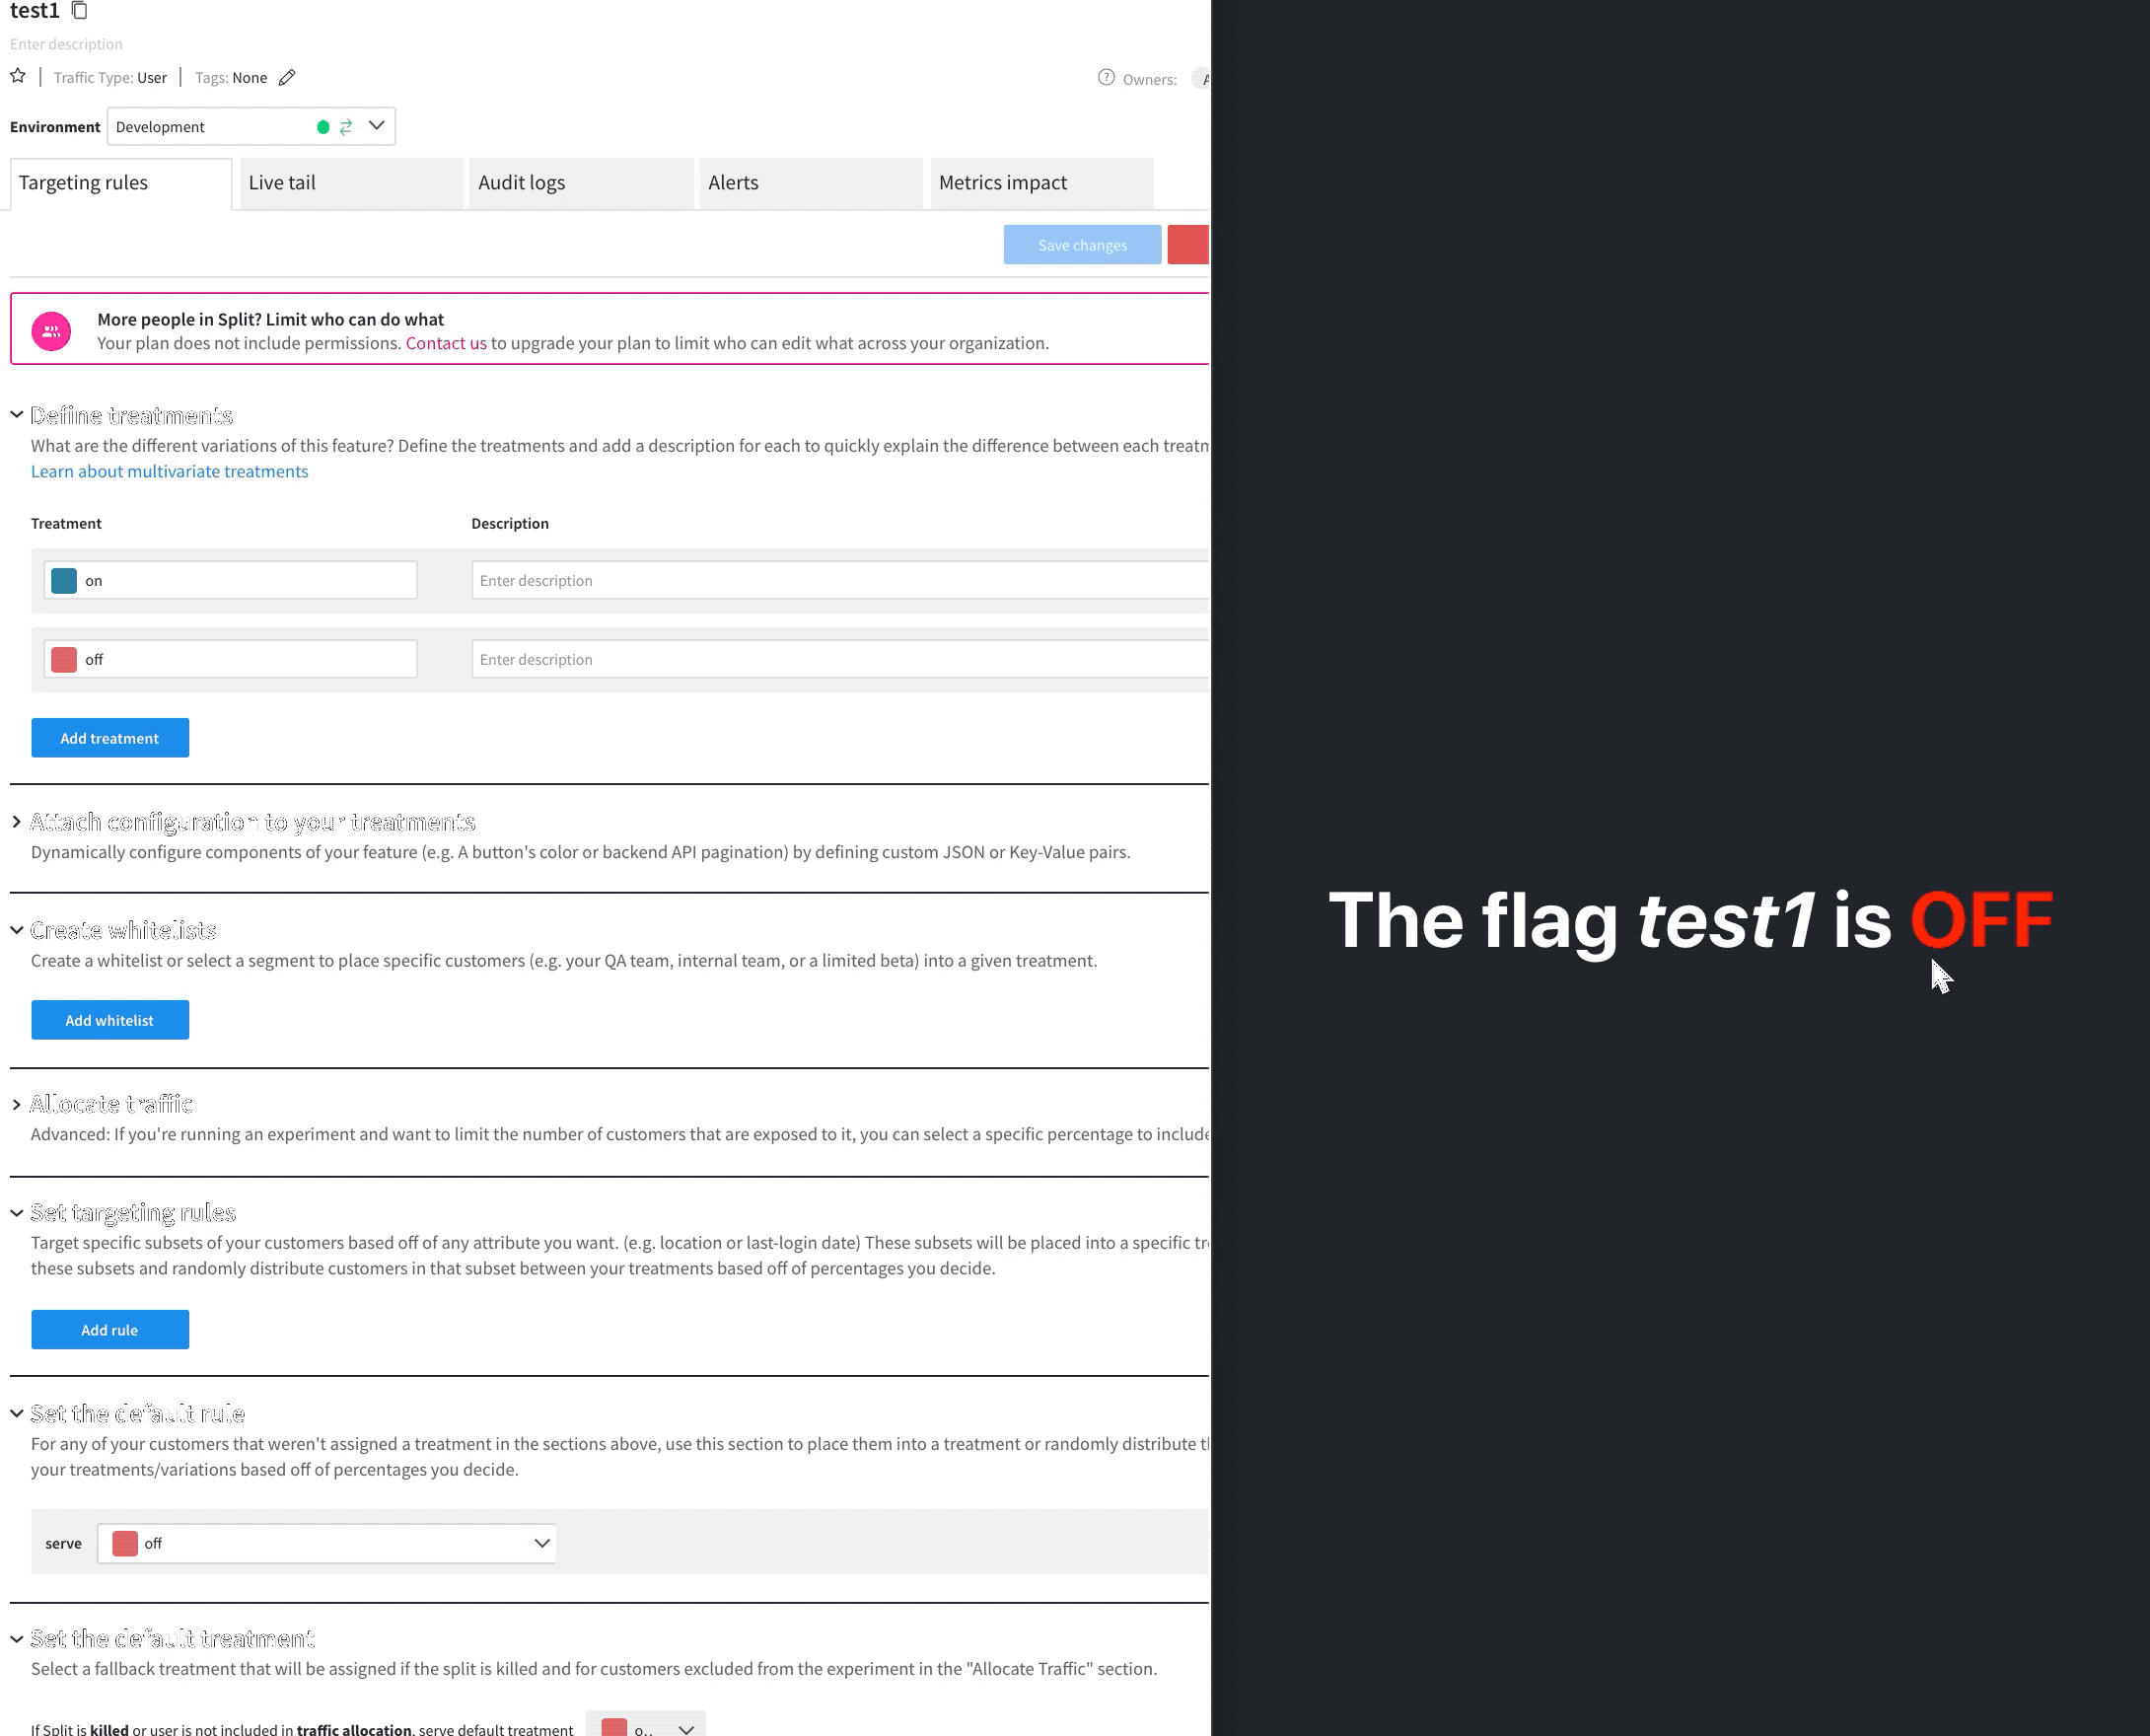 test1
Enter description
Traffic Type: User
Tags: None
Owners:
Environment
Development
Targeting rules
Live tail
Audit logs
Alerts
Metrics impact
Save changes
More people in Split? Limit who can do what
Your plan does not include permissions. Contact us to upgrade your plan to limit who can edit what across your organization.
Define treatments
What are the different variations of this feature? Define the treatments and add a description for each to quickly explain the difference between each
Learn about multivariate treatments
Treatment
Description
on
Enter description
off
Enter description
Add treatment
Attach configuration to your treatments
Dynamically configure components of your feature (e.g. A button's color or backend API pagination) by defining custom JSON or Key-Value pairs.
Create whitelists
Create a whitelist or select a segment to place specific customers (e.g. your QA team, internal team, or a limited beta) into a given treatment.
Add whitelist
Allocate traffic
Advanced: If you're running an experiment and want to limit the number of customers that are exposed to it, you can select a specific percentage to
Set targeting rules
Target specific subsets of your customers based off of any attribute you want. (e.g. location or last-login date) These subsets will be placed into a specific
these subsets and randomly distribute customers in that subset between your treatments based off of percentages you decide.
Add rule
Set the default rule
For any of your customers that weren't assigned a treatment in the sections above, use this section to place them into a treatment or randomly distribute
your treatments/variations based off of percentages you decide.
serve
off
Set the default treatment
Select a fallback treatment that will be assigned if the split is killed and for customers excluded from the experiment in the "Allocate Traffic" section.
If Split is killed or user is not included in traffic allocation, serve default treatment
o...
The flag test1 is OFF